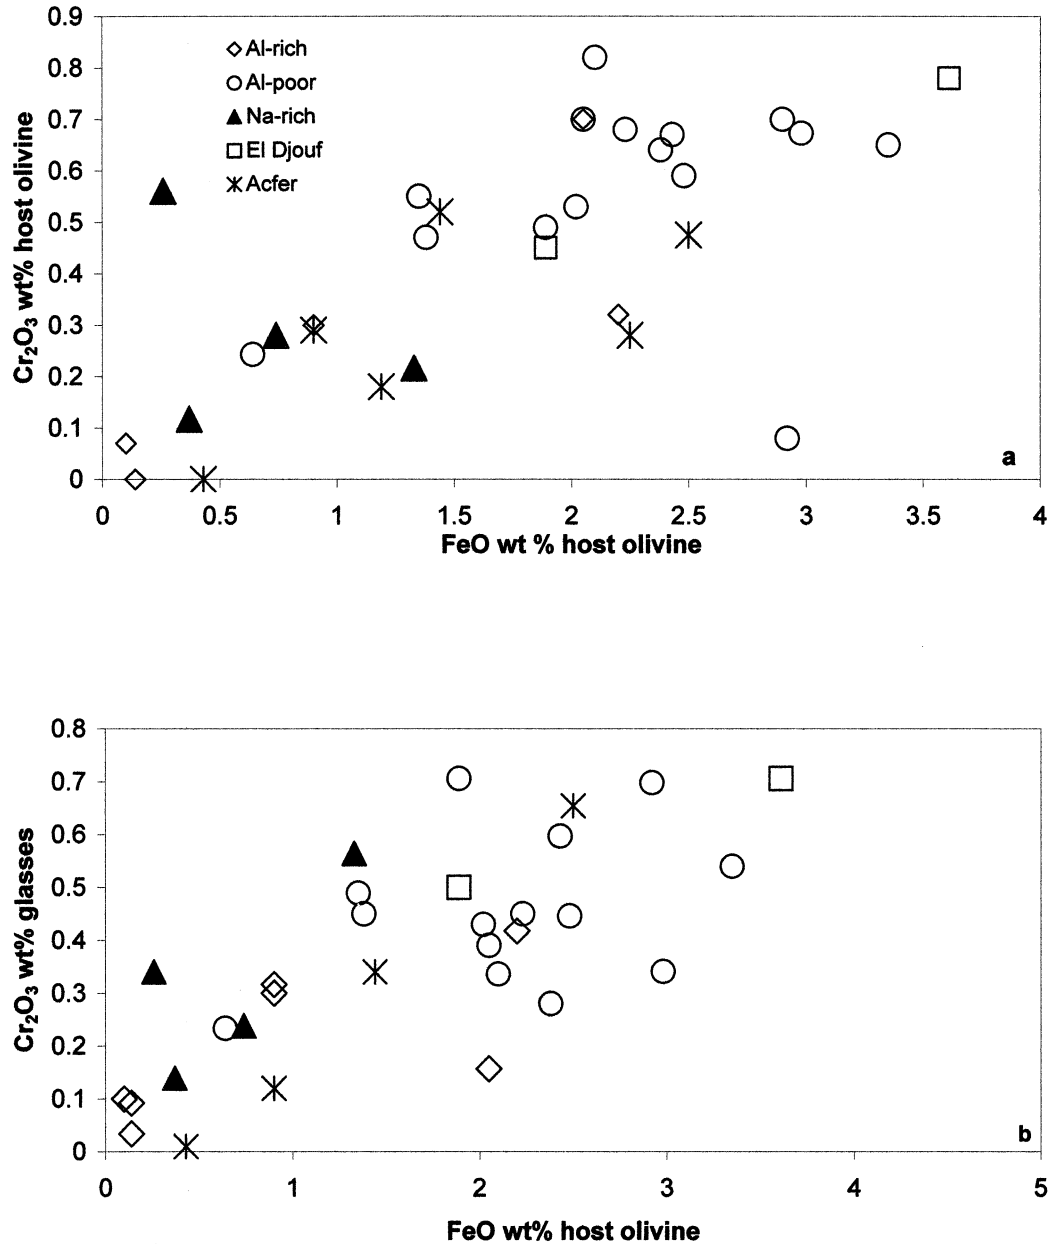 0.9
0.8
0.7
0.6
0.5
0.4
0.3
0.2
0.1
0
Cr₂O₃ wt% host olivine
Al-rich
Al-poor
Na-rich
El Djouf
Acfer
a
0 0.5 1 1.5 2 2.5 3 3.5 4
FeO wt % host olivine
0.8
0.7
0.6
0.5
0.4
0.3
0.2
0.1
0
Cr₂O₃ wt% glasses
b
0 1 2 3 4 5
FeO wt% host olivine